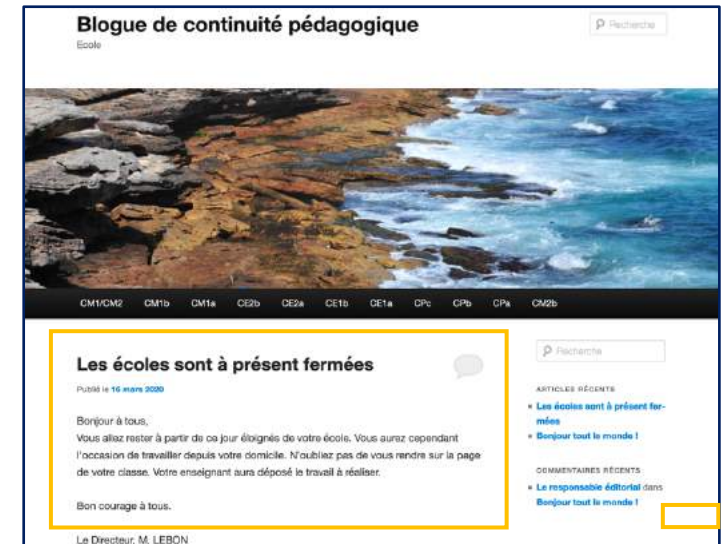 Blogue de continuité pédagogique
Ecole
Recherche
CM1/CM2 CM1b CM1a CE2b CE2a CE1b CE1a CPc CPb CPa CM2b
Les écoles sont à présent fermées
Publié le 16 mars 2020
Bonjour à tous,
Vous allez rester à partir de ce jour éloignés de votre école. Vous aurez cependant
l'occasion de travailler depuis votre domicile. N'oubliez pas de vous rendre sur la page
de votre classe. Votre enseignant aura déposé le travail à réaliser.
Bon courage à tous.
Le Directeur, M. LEBON
Recherche
ARTICLES RÉCENTS
Les écoles sont à présent fer-
mées
Bonjour tout le monde !
COMMENTAIRES RÉCENTS
Le responsable éditorial dans
Bonjour tout le monde !